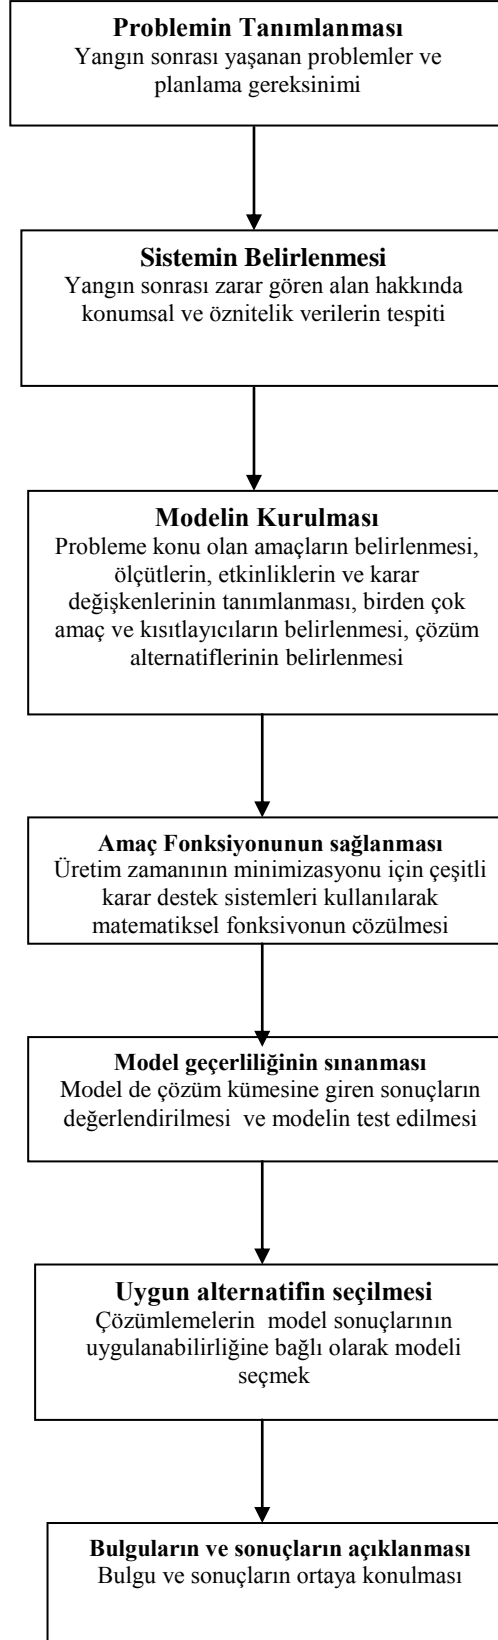 Problemin Tanımlanması
Yangın sonrası yaşanan problemler ve
planlama gereksinimi
Sistemin Belirlenmesi
Yangın sonrası zarar gören alan hakkında
konumsal ve öznitelik verilerin tespiti
Modelin Kurulması
Probleme konu olan amaçların belirlenmesi,
ölçütlerin, etkinliklerin ve karar
değişkenlerinin tanımlanması, birden çok
amaç ve kısıtlayıcıların belirlenmesi, çözüm
alternatiflerinin belirlenmesi
Amaç Fonksiyonunun sağlanması
Üretim zamanının minimizasyonu için çeşitli
karar destek sistemleri kullanılarak
matematiksel fonksiyonun çözülmesi
Model geçerliliğinin sınanması
Model de çözüm kümesine giren sonuçların
değerlendirilmesi ve modelin test edilmesi
Uygun alternatifin seçilmesi
Çözümlemelerin model sonuçlarının
uygulanabilirliğine bağlı olarak modeli
seçmek
Bulguların ve sonuçların açıklanması
Bulgu ve sonuçların ortaya konulması